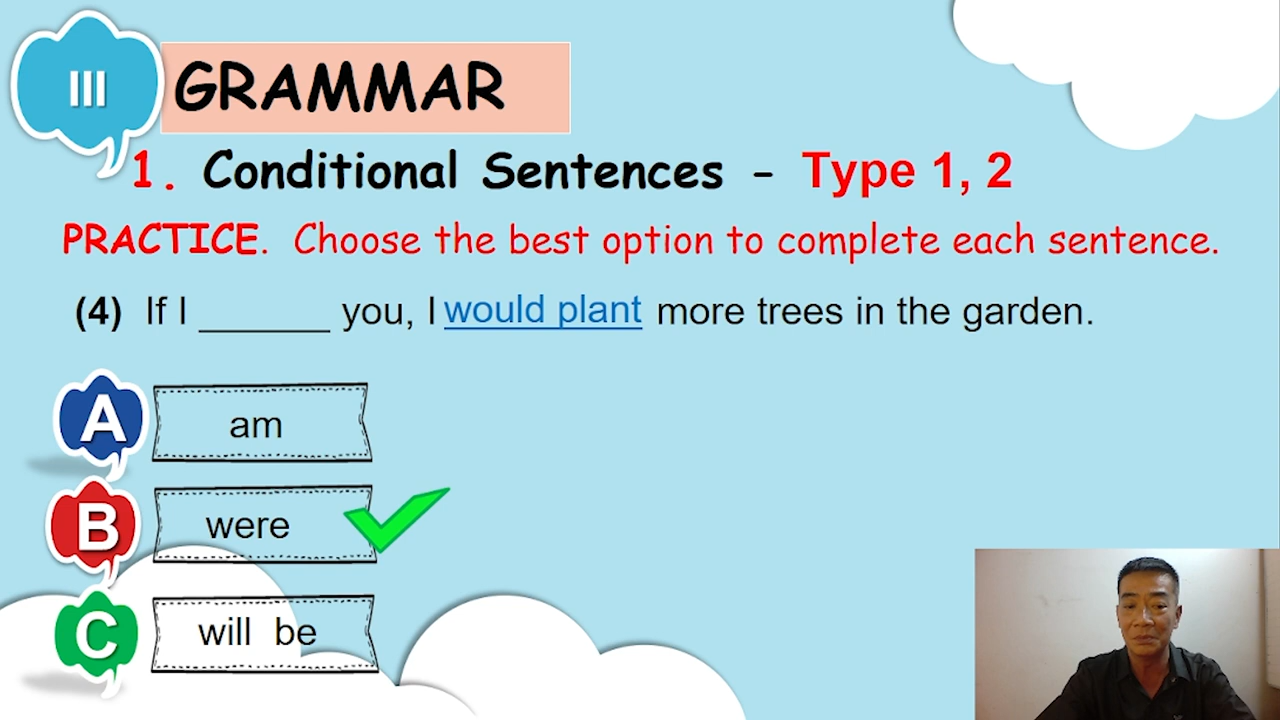 III GRAMMAR
1. Conditional Sentences - Type 1, 2
PRACTICE. Choose the best option to complete each sentence.
(4) If I ______ you, I would plant more trees in the garden.
A am
B were
C will be